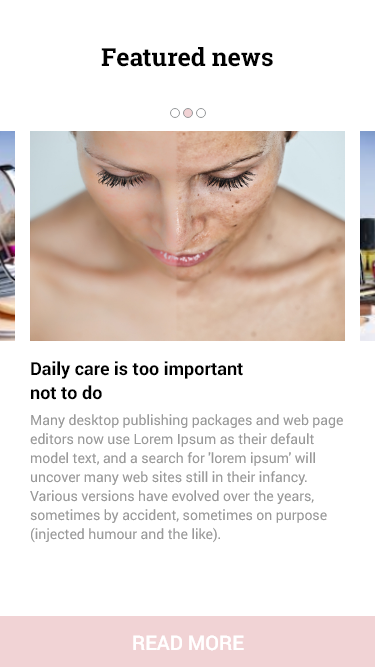 Featured news
Daily care is too important
not to do
Many desktop publishing packages and web page
editors now use Lorem Ipsum as their default
model text, and a search for 'lorem ipsum' will
uncover many web sites still in their infancy.
Various versions have evolved over the years,
sometimes by accident, sometimes on purpose
(injected humour and the like).
READ MORE